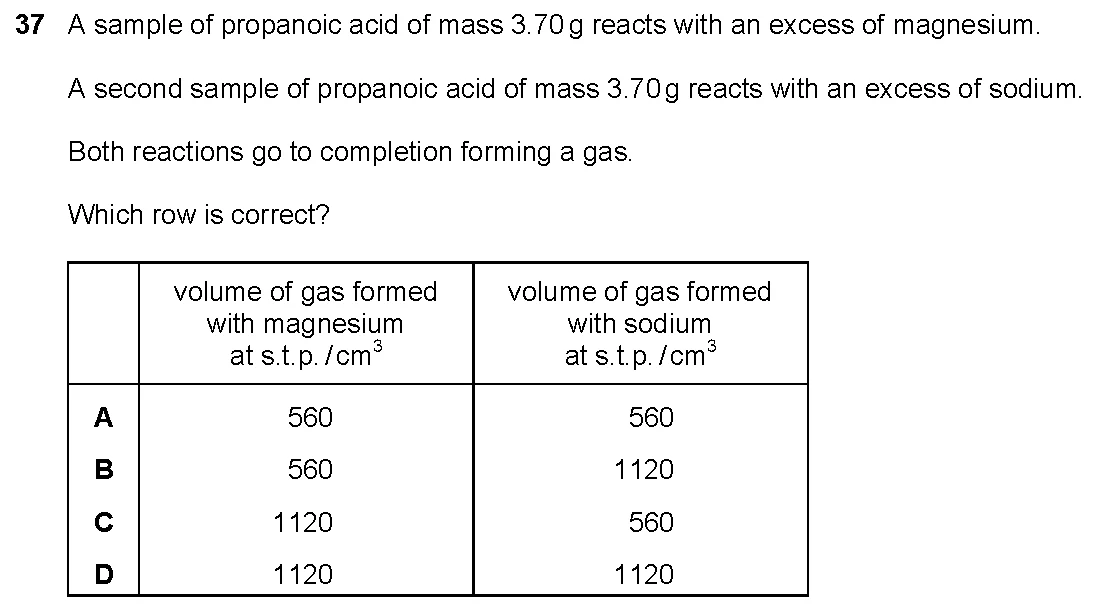 37 A sample of propanoic acid of mass 3.70 g reacts with an excess of magnesium.
A second sample of propanoic acid of mass 3.70 g reacts with an excess of sodium.
Both reactions go to completion forming a gas.
Which row is correct?
volume of gas formed with magnesium at s.t.p. / cm³ volume of gas formed with sodium at s.t.p. / cm³
A 560 560
B 560 1120
C 1120 560
D 1120 1120